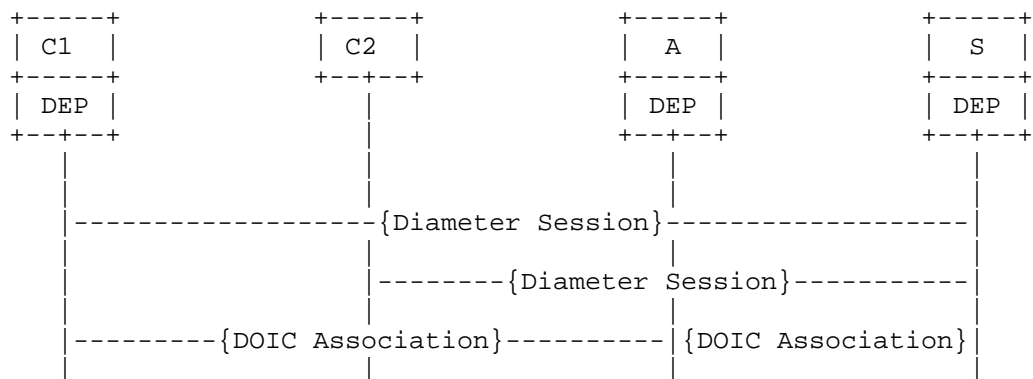 C1 C2 A S
DEP DEP DEP
{Diameter Session}
{Diameter Session}
{DOIC Association} {DOIC Association}